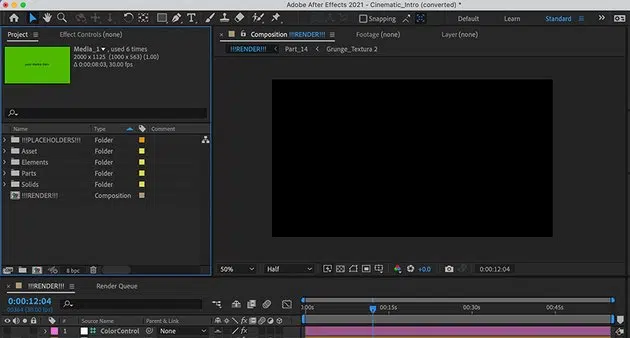 Adobe After Effects 2021 - Cinematic_Intro (converted) *
Snapping
Default
Learn
Standard
Project
Effect Controls (none)
Composition !!!RENDER!!!
Footage (none)
Layer (none)
Media_1 , used 6 times
2000 x 1125 (1000 x 563) (1.00)
Δ 0:00:08:03, 30.00 fps
!!!RENDER!!!
Part_14
Grunge_Textura 2
Name
Type
Comment
!!!PLACEHOLDERS!!!
Folder
Asset
Folder
Elements
Folder
Parts
Folder
Solids
Folder
!!!RENDER!!!
Composition
8 bpc
50%
Half
+0.0
0:00:12:04
!!!RENDER!!!
Render Queue
0:00:12:04
00364 (30.00 fps)
:00s
00:15s
00:30s
00:45s
#
Source Name
Parent & Link
1
ColorControl
None